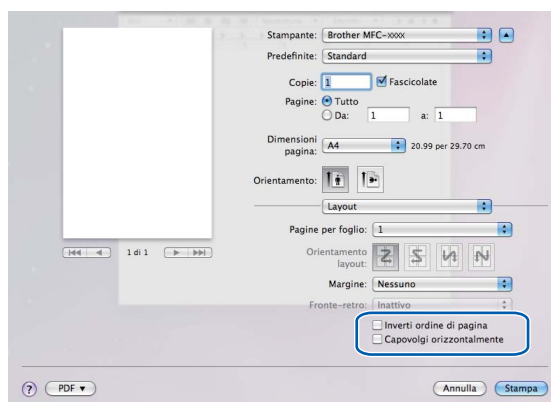 Stampante: Brother MFC-xxxx
Predefinite: Standard
Copie: 1 Fascicolate
Pagine: Tutto
Da: 1 a: 1
Dimensioni pagina: A4 20.99 per 29.70 cm
Orientamento:
Layout
Pagine per foglio: 1
1 di 1
Orientamento layout:
Margine: Nessuno
Fronte-retro: Inattivo
Inverti ordine di pagina
Capovolgi orizzontalmente
? PDF Annulla Stampa